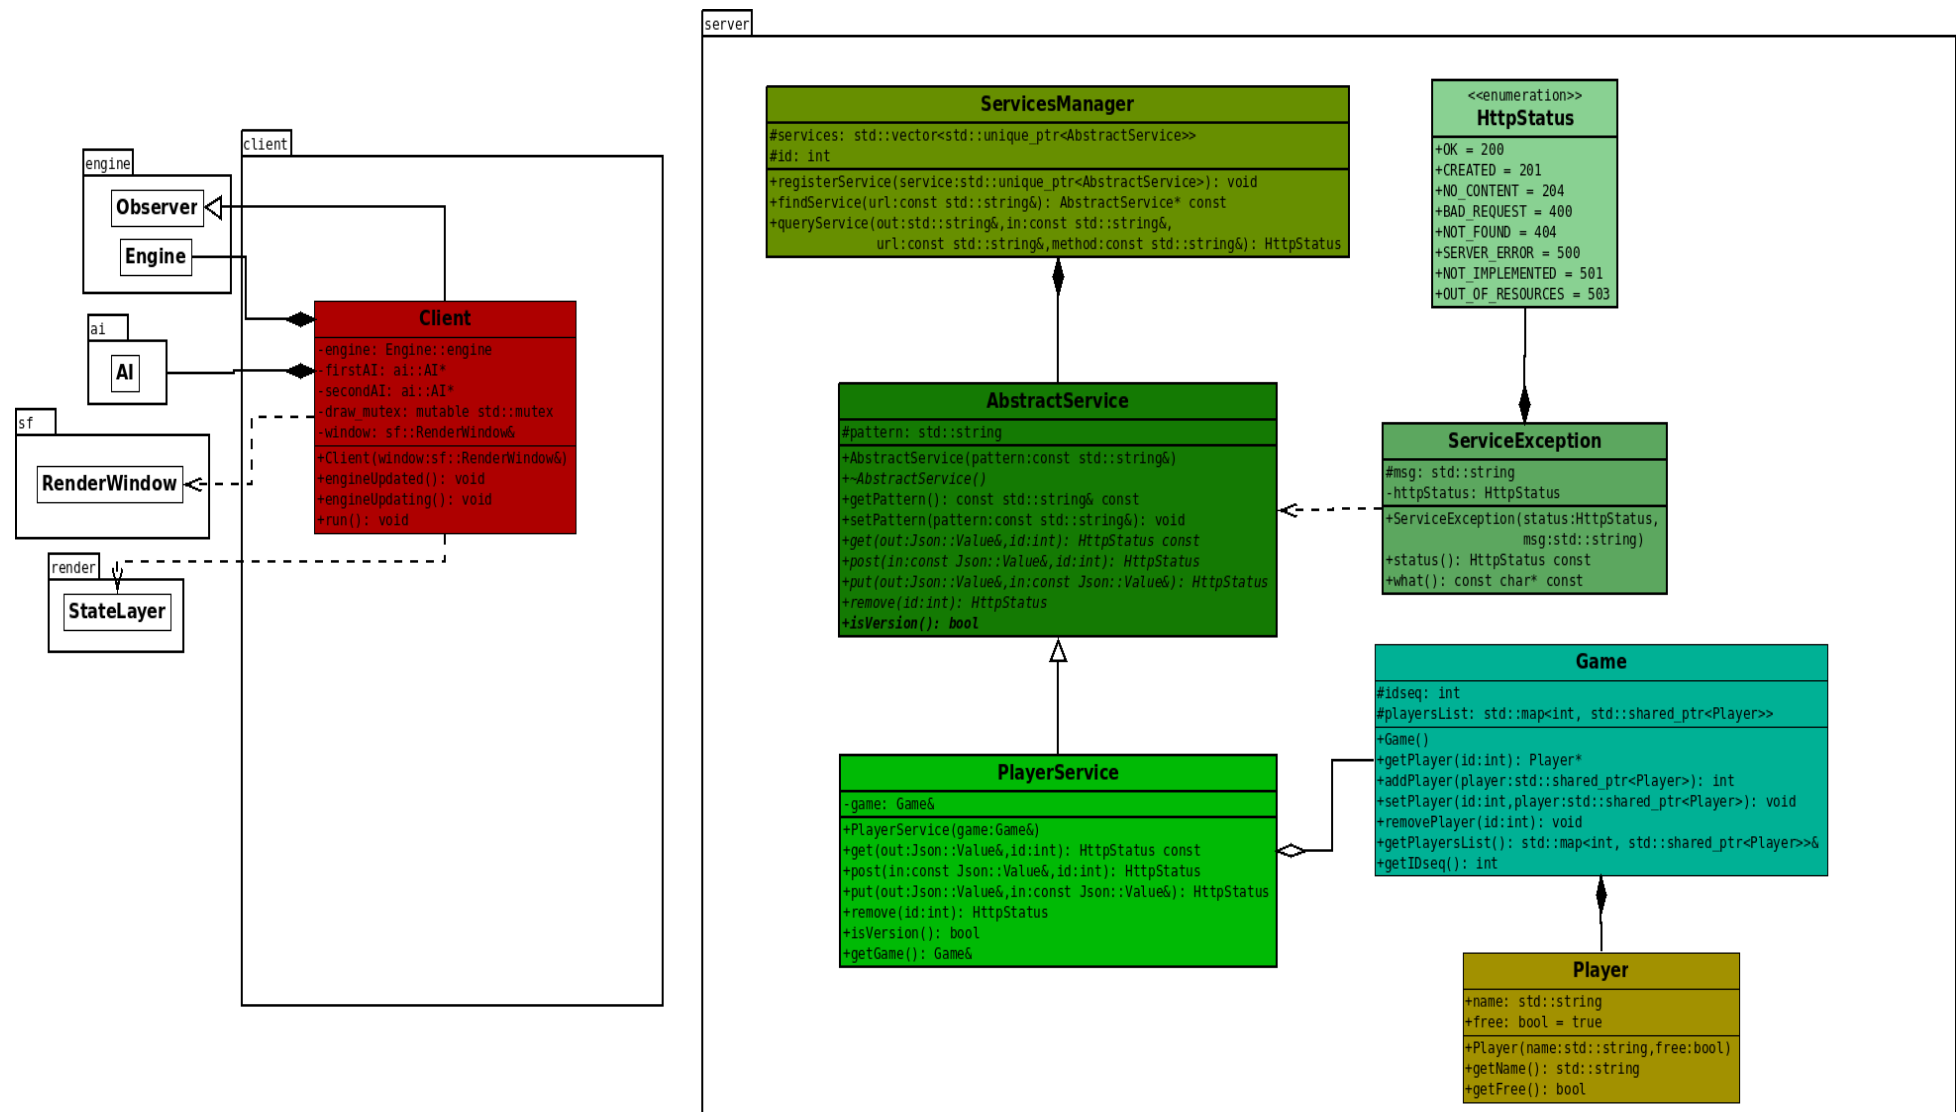 engine
Observer
Engine
ai
AI
sf
RenderWindow
render
StateLayer
client
Client
-engine: Engine::engine
-firstAI: ai::AI*
-secondAI: ai::AI*
-draw_mutex: mutable std::mutex
-window: sf::RenderWindow&
+Client(window:sf::RenderWindow&)
+engineUpdated(): void
+engineUpdating(): void
+run(): void
server
ServicesManager
#services: std::vector<std::unique_ptr<AbstractService>>
#id: int
+registerService(service:std::unique_ptr<AbstractService>): void
+findService(url:const std::string&): AbstractService* const
+queryService(out:std::string&,in:const std::string&,
url:const std::string&,method:const std::string&): HttpStatus
<<enumeration>>
HttpStatus
+OK = 200
+CREATED = 201
+NO_CONTENT = 204
+BAD_REQUEST = 400
+NOT_FOUND = 404
+SERVER_ERROR = 500
+NOT_IMPLEMENTED = 501
+OUT_OF_RESOURCES = 503
AbstractService
#pattern: std::string
+AbstractService(pattern:const std::string&)
+~AbstractService()
+getPattern(): const std::string& const
+setPattern(pattern:const std::string&): void
+get(out:Json::Value&,id:int): HttpStatus const
+post(in:const Json::Value&,id:int): HttpStatus
+put(out:Json::Value&,in:const Json::Value&): HttpStatus
+remove(id:int): HttpStatus
+isVersion(): bool
ServiceException
#msg: std::string
-httpStatus: HttpStatus
+ServiceException(status:HttpStatus,
msg:std::string)
+status(): HttpStatus const
+what(): const char* const
PlayerService
-game: Game&
+PlayerService(game:Game&)
+get(out:Json::Value&,id:int): HttpStatus const
+post(in:const Json::Value&,id:int): HttpStatus
+put(out:Json::Value&,in:const Json::Value&): HttpStatus
+remove(id:int): HttpStatus
+isVersion(): bool
+getGame(): Game&
Game
#idseq: int
#playersList: std::map<int, std::shared_ptr<Player>>
+Game()
+getPlayer(id:int): Player*
+addPlayer(player:std::shared_ptr<Player>): int
+setPlayer(id:int,player:std::shared_ptr<Player>): void
+removePlayer(id:int): void
+getPlayersList(): std::map<int, std::shared_ptr<Player>>&
+getIDseq(): int
Player
+name: std::string
+free: bool = true
+Player(name:std::string,free:bool)
+getName(): std::string
+getFree(): bool